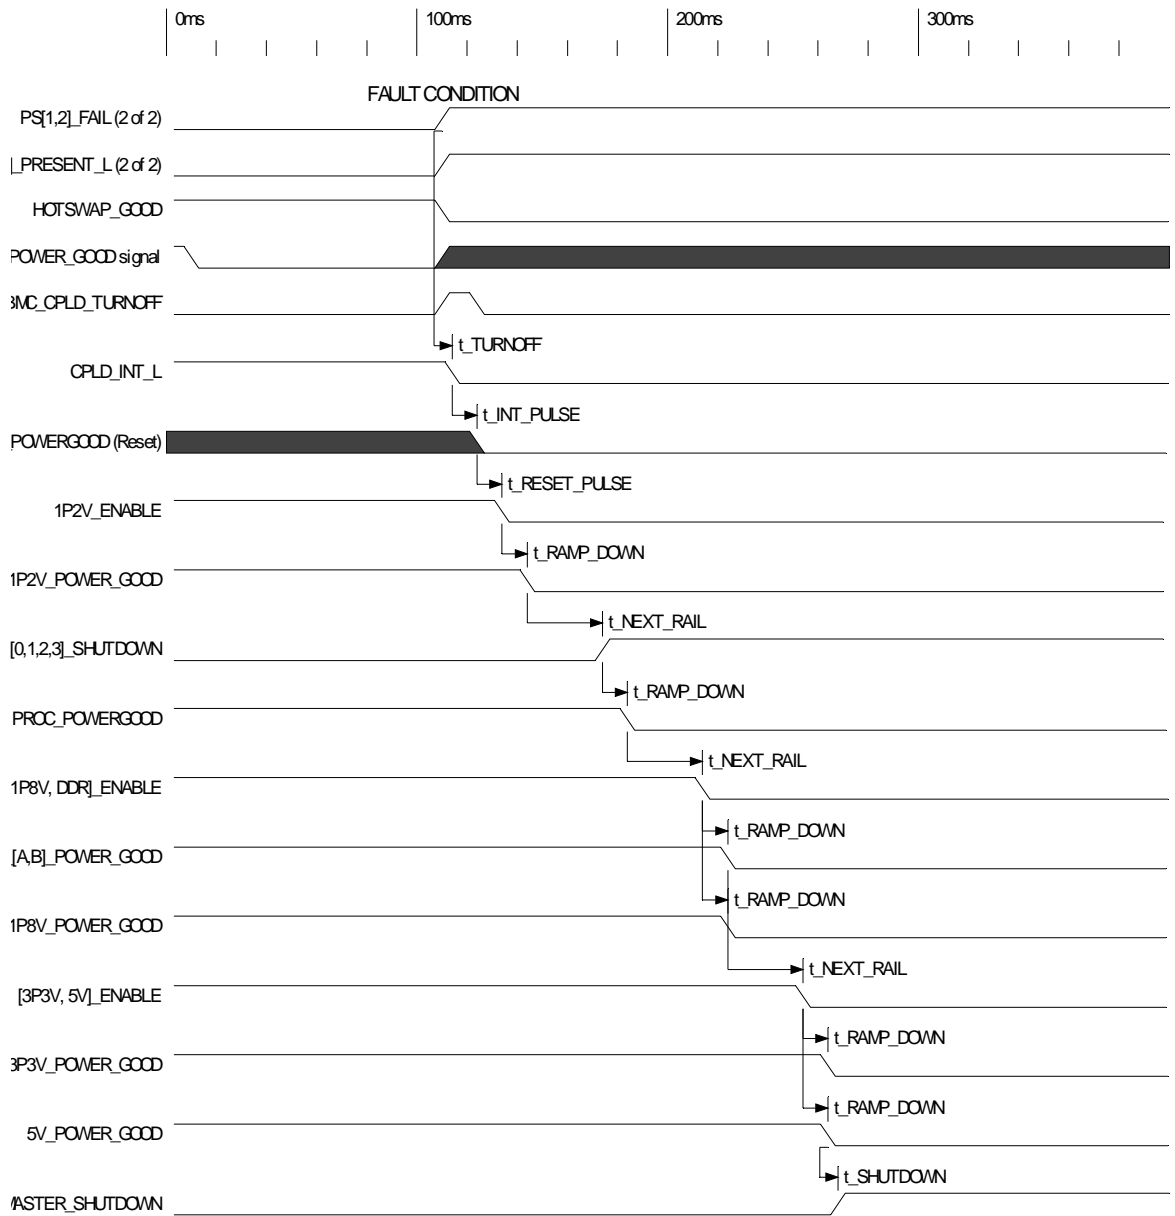 0ms 100ms 200ms 300ms
FAULT CONDITION
PS[1,2]_FAIL (2 of 2)
_PRESENT_L (2 of 2)
HOTSWAP_GOOD
POWER_GOOD signal
BMC_CPLD_TURNOFF
t_TURNOFF
CPLD_INT_L
t_INT_PULSE
POWERGOOD (Reset)
t_RESET_PULSE
1P2V_ENABLE
t_RAMP_DOWN
1P2V_POWER_GOOD
t_NEXT_RAIL
[0,1,2,3]_SHUTDOWN
t_RAMP_DOWN
PROC_POWERGOOD
t_NEXT_RAIL
1P8V, DDR]_ENABLE
t_RAMP_DOWN
[A,B]_POWER_GOOD
t_RAMP_DOWN
1P8V_POWER_GOOD
t_NEXT_RAIL
[3P3V, 5V]_ENABLE
t_RAMP_DOWN
3P3V_POWER_GOOD
t_RAMP_DOWN
5V_POWER_GOOD
t_SHUTDOWN
MASTER_SHUTDOWN